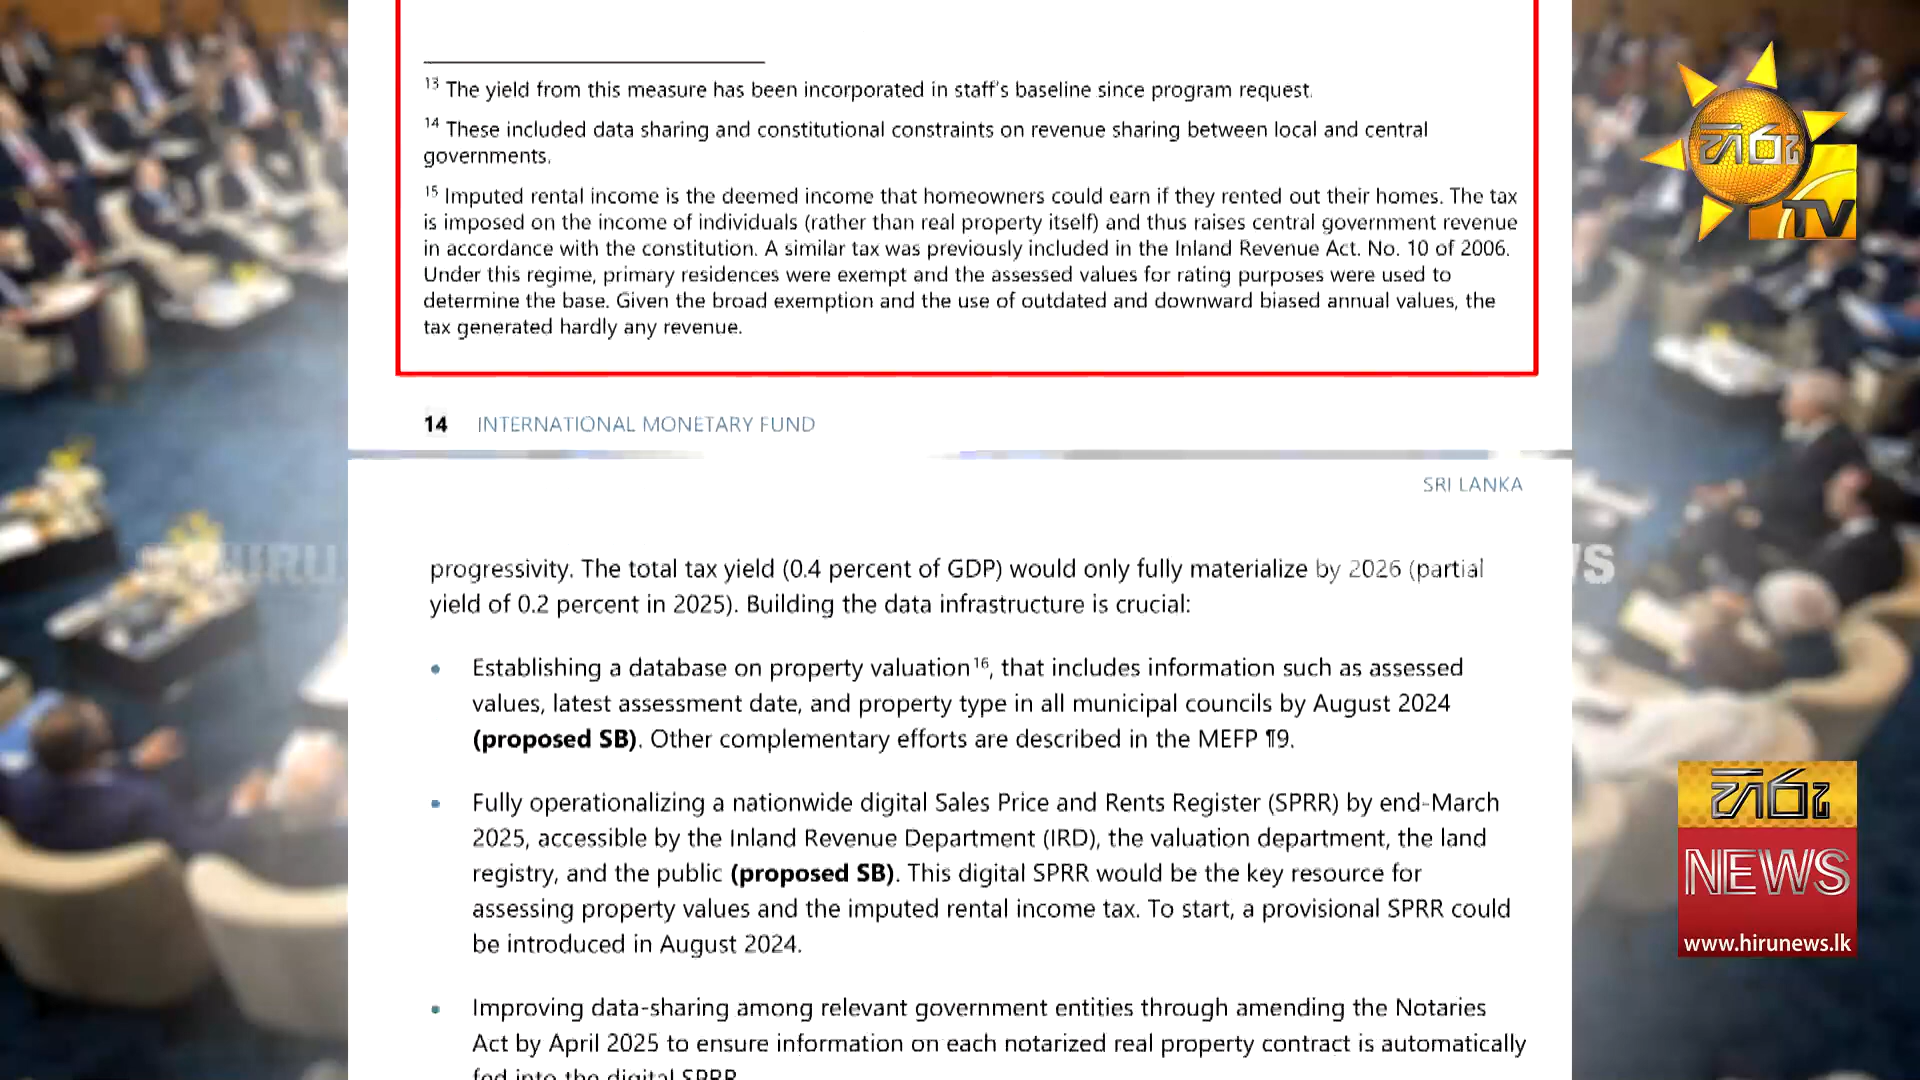 13 The yield from this measure has been incorporated in staff's baseline since program request.
14 These included data sharing and constitutional constraints on revenue sharing between local and central
governments.
15 Imputed rental income is the deemed income that homeowners could earn if they rented out their homes. The tax
is imposed on the income of individuals (rather than real property itself) and thus raises central government revenue
in accordance with the constitution. A similar tax was previously included in the Inland Revenue Act. No. 10 of 2006.
Under this regime, primary residences were exempt and the assessed values for rating purposes were used to
determine the base. Given the broad exemption and the use of outdated and downward biased annual values, the
tax generated hardly any revenue.
14 INTERNATIONAL MONETARY FUND
SRI LANKA
progressivity. The total tax yield (0.4 percent of GDP) would only fully materialize by 2026 (partial
yield of 0.2 percent in 2025). Building the data infrastructure is crucial:
• Establishing a database on property valuation16, that includes information such as assessed
values, latest assessment date, and property type in all municipal councils by August 2024
(proposed SB). Other complementary efforts are described in the MEFP ¶9.
• Fully operationalizing a nationwide digital Sales Price and Rents Register (SPRR) by end-March
2025, accessible by the Inland Revenue Department (IRD), the valuation department, the land
registry, and the public (proposed SB). This digital SPRR would be the key resource for
assessing property values and the imputed rental income tax. To start, a provisional SPRR could
be introduced in August 2024.
• Improving data-sharing among relevant government entities through amending the Notaries
Act by April 2025 to ensure information on each notarized real property contract is automatically
fed into the digital SPRR
හිරු
TV
හිරු
NEWS
www.hirunews.lk
HIRU